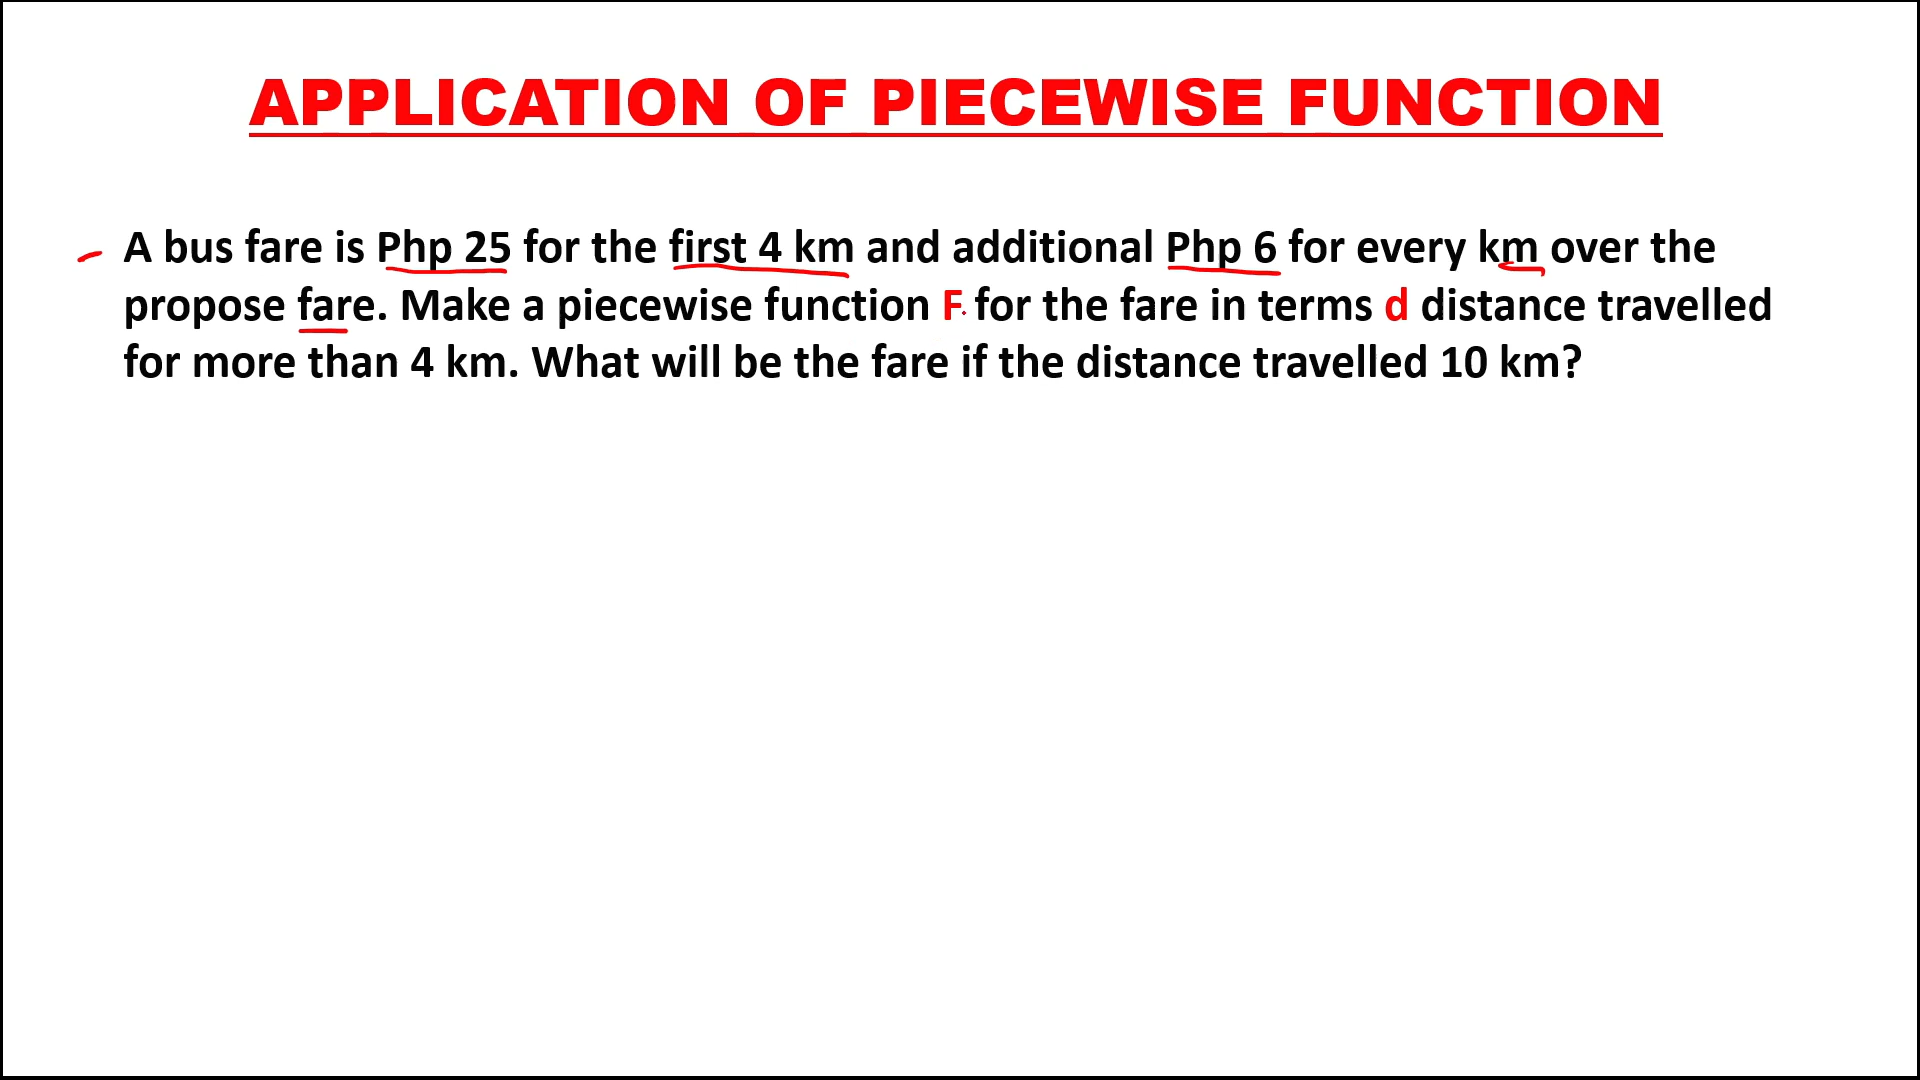 APPLICATION OF PIECEWISE FUNCTION
A bus fare is Php 25 for the first 4 km and additional Php 6 for every km over the
propose fare. Make a piecewise function F for the fare in terms d distance travelled
for more than 4 km. What will be the fare if the distance travelled 10 km?